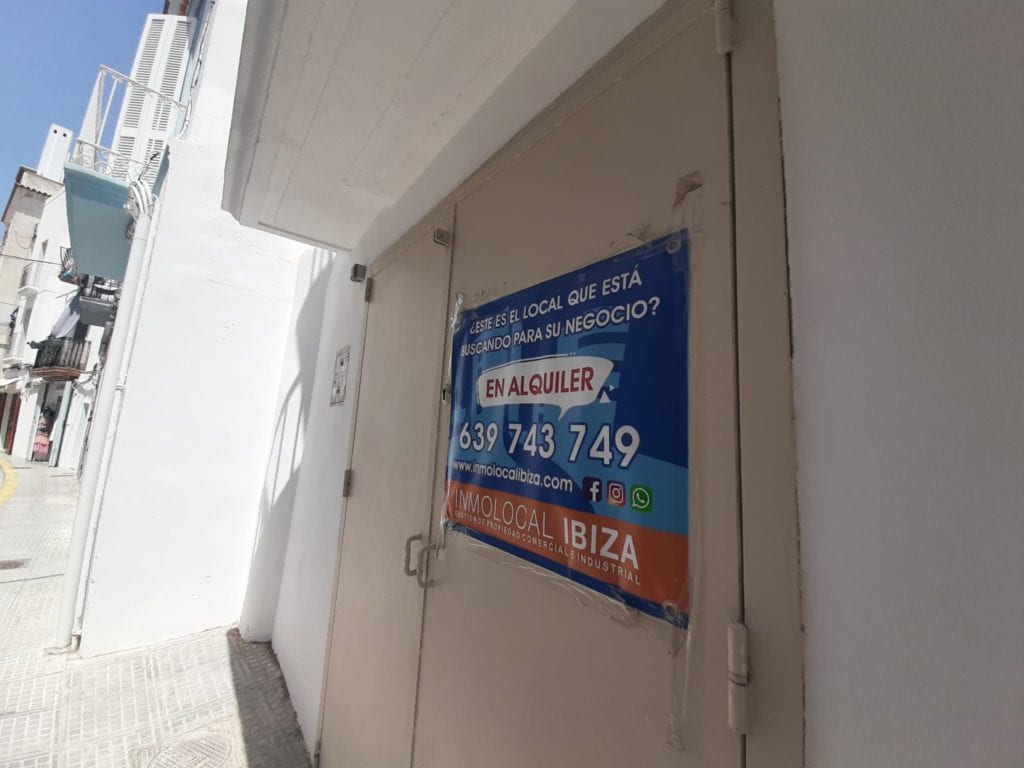 ¿ESTE ES EL LOCAL QUE ESTÁ
BUSCANDO PARA SU NEGOCIO?
EN ALQUILER
639 743 749
www.inmolocalibiza.com
INMOLOCAL IBIZA
GESTIÓN DE PROPIEDAD COMERCIAL E INDUSTRIAL